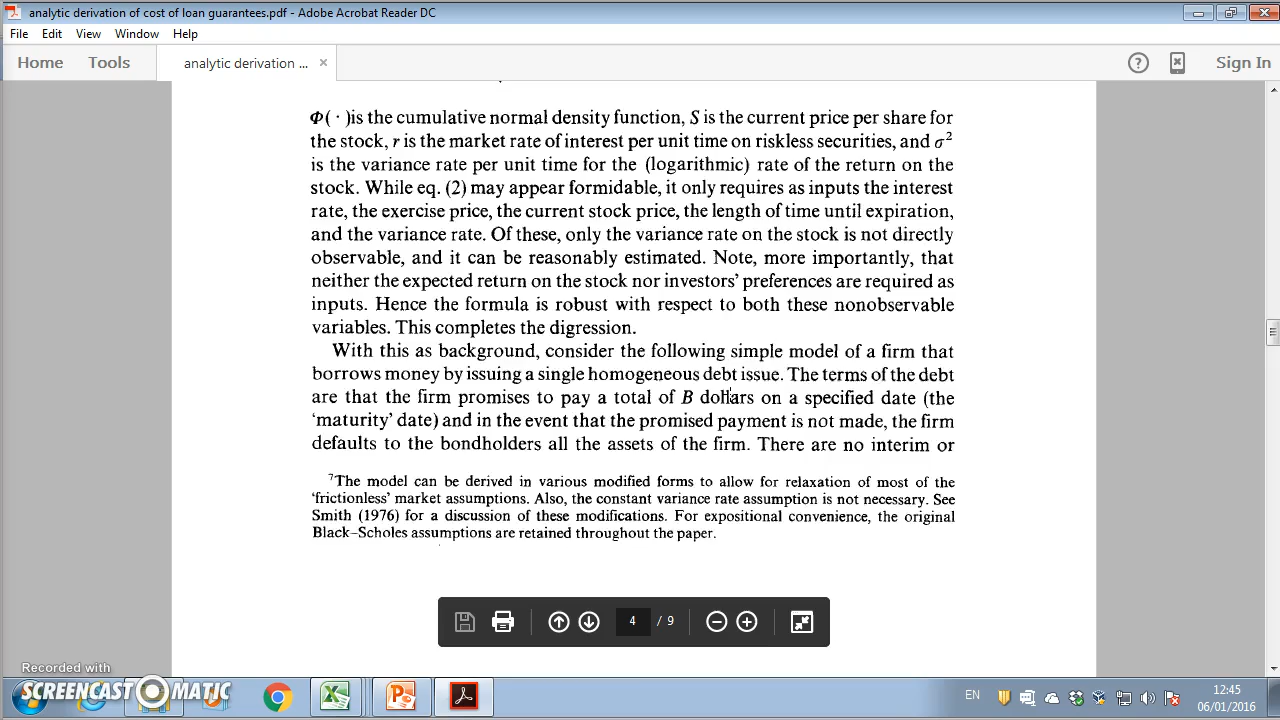 analytic derivation of cost of loan guarantees.pdf - Adobe Acrobat Reader DC
File Edit View Window Help
Home Tools analytic derivation ... × Sign In
Φ( · )is the cumulative normal density function, S is the current price per share for
the stock, r is the market rate of interest per unit time on riskless securities, and σ²
is the variance rate per unit time for the (logarithmic) rate of the return on the
stock. While eq. (2) may appear formidable, it only requires as inputs the interest
rate, the exercise price, the current stock price, the length of time until expiration,
and the variance rate. Of these, only the variance rate on the stock is not directly
observable, and it can be reasonably estimated. Note, more importantly, that
neither the expected return on the stock nor investors' preferences are required as
inputs. Hence the formula is robust with respect to both these nonobservable
variables. This completes the digression.
With this as background, consider the following simple model of a firm that
borrows money by issuing a single homogeneous debt issue. The terms of the debt
are that the firm promises to pay a total of B dollars on a specified date (the
'maturity' date) and in the event that the promised payment is not made, the firm
defaults to the bondholders all the assets of the firm. There are no interim or
⁷The model can be derived in various modified forms to allow for relaxation of most of the
'frictionless' market assumptions. Also, the constant variance rate assumption is not necessary. See
Smith (1976) for a discussion of these modifications. For expositional convenience, the original
Black–Scholes assumptions are retained throughout the paper.
4 / 9
Recorded with
SCREENCAST MATIC
EN
12:45
06/01/2016